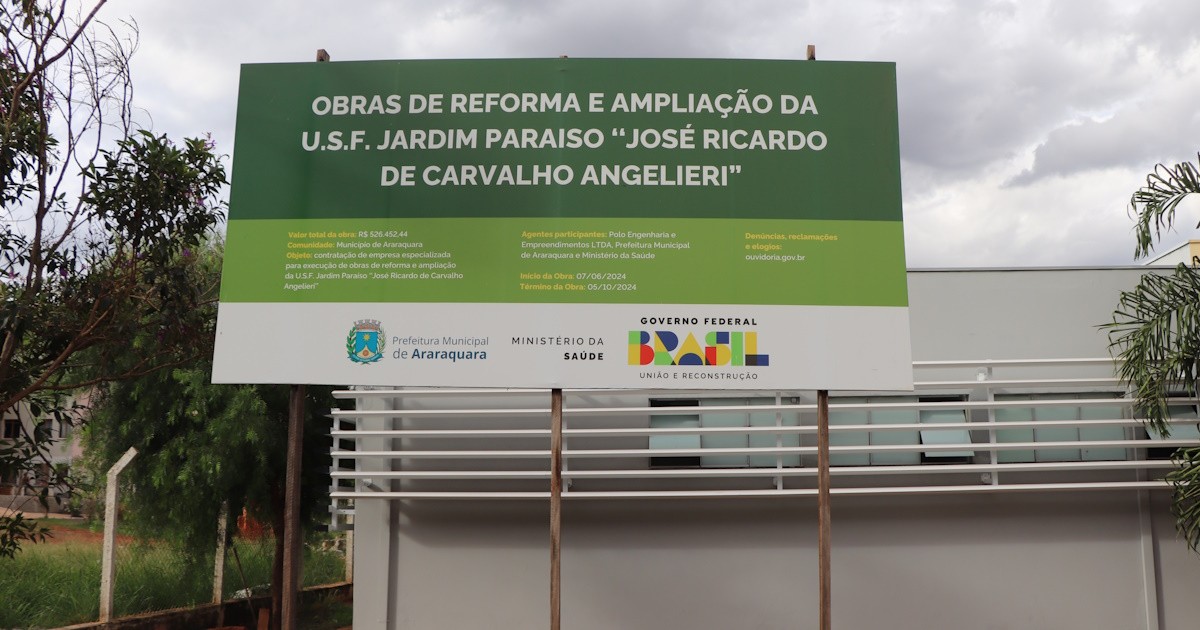 OBRAS DE REFORMA E AMPLIAÇÃO DA
U.S.F. JARDIM PARAISO “JOSÉ RICARDO
DE CARVALHO ANGELIERI”
Valor total da obra: R$ 526.452,44
Comunidade: Município de Araraquara
Objeto: contratação de empresa especializada
para execução de obras de reforma e ampliação
da U.S.F. Jardim Paraiso “José Ricardo de Carvalho
Angelieri”
Agentes participantes: Polo Engenharia e
Empreendimentos LTDA, Prefeitura Municipal
de Araraquara e Ministério da Saúde
Início da Obra: 07/06/2024
Término da Obra: 05/10/2024
Denúncias, reclamações
e elogios:
ouvidoria.gov.br
Prefeitura Municipal
de Araraquara
MINISTÉRIO DA
SAÚDE
GOVERNO FEDERAL
BRASIL
UNIÃO E RECONSTRUÇÃO